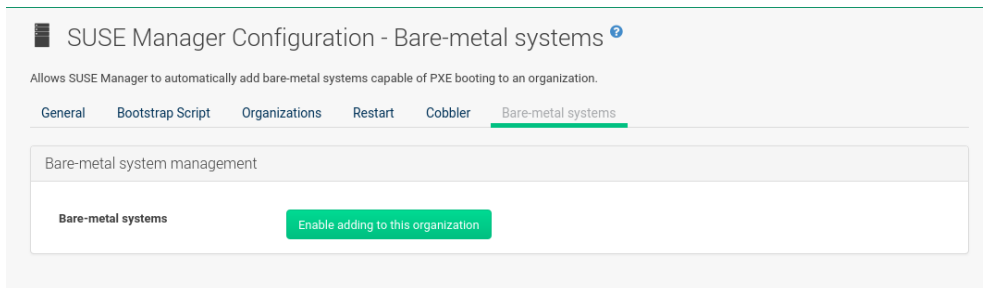 SUSE Manager Configuration - Bare-metal systems ?
Allows SUSE Manager to automatically add bare-metal systems capable of PXE booting to an organization.
General Bootstrap Script Organizations Restart Cobbler Bare-metal systems
Bare-metal system management
Bare-metal systems Enable adding to this organization